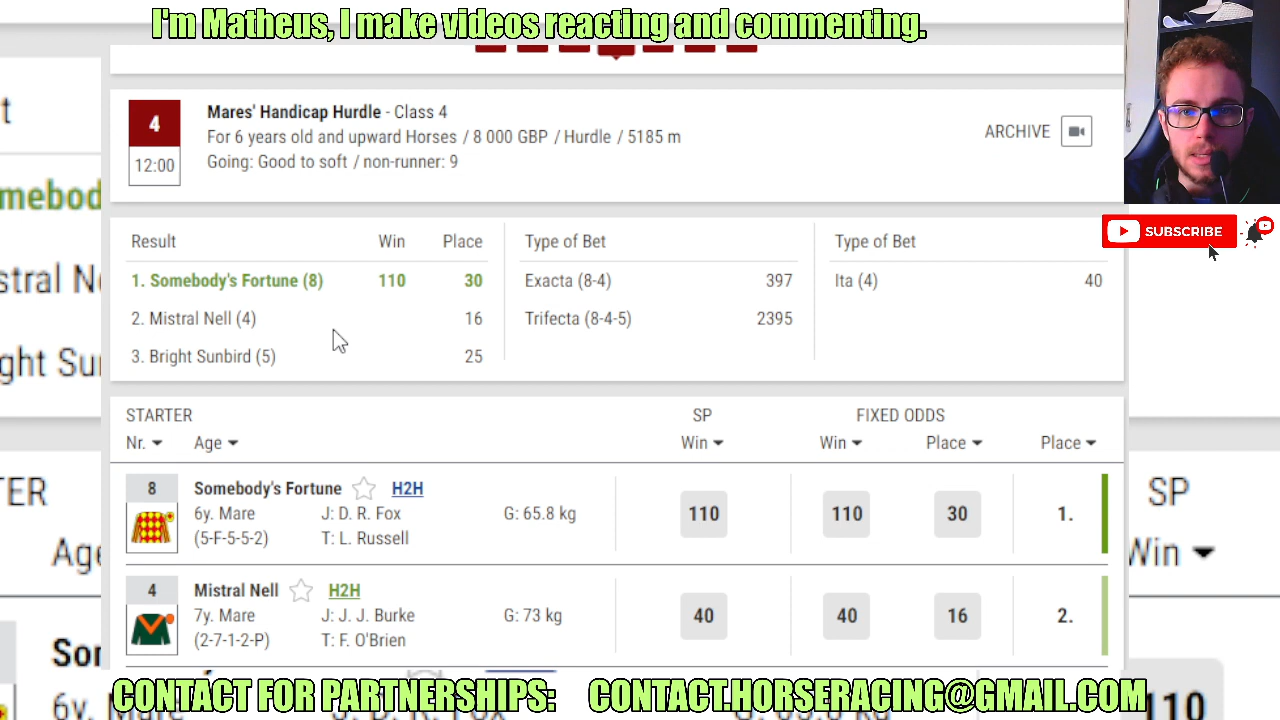 I'm Matheus, I make videos reacting and commenting.
4
12:00
Mares' Handicap Hurdle - Class 4
For 6 years old and upward Horses / 8 000 GBP / Hurdle / 5185 m
Going: Good to soft / non-runner: 9
ARCHIVE
SUBSCRIBE
Result Win Place
1. Somebody's Fortune (8) 110 30
2. Mistral Nell (4) 16
3. Bright Sunbird (5) 25
Type of Bet
Exacta (8-4) 397
Trifecta (8-4-5) 2395
Type of Bet
Ita (4) 40
STARTER SP FIXED ODDS
Nr. Age Win Win Place Place
8 Somebody's Fortune H2H
6y. Mare J: D. R. Fox G: 65.8 kg 110 110 30 1.
(5-F-5-5-2) T: L. Russell
4 Mistral Nell H2H
7y. Mare J: J. J. Burke G: 73 kg 40 40 16 2.
(2-7-1-2-P) T: F. O'Brien
CONTACT FOR PARTNERSHIPS: CONTACT.HORSERACING@GMAIL.COM
SP